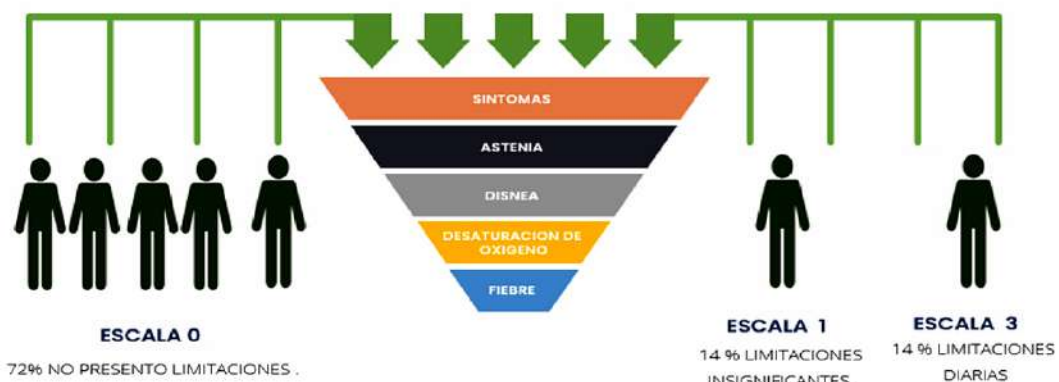 SINTOMAS
ASTENIA
DISNEA
DESATURACION DE
OXIGENO
FIEBRE
ESCALA 0
72% NO PRESENTO LIMITACIONES .
ESCALA 1
14 % LIMITACIONES
INSIGNIFICANTES
ESCALA 3
14 % LIMITACIONES
DIARIAS